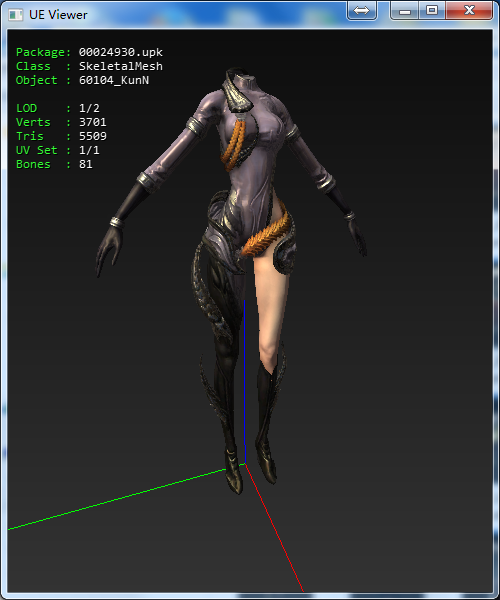 UE Viewer
Package: 00024930.upk
Class : SkeletalMesh
Object : 60104_KunN
LOD : 1/2
Verts : 3701
Tris : 5509
UV Set : 1/1
Bones : 81